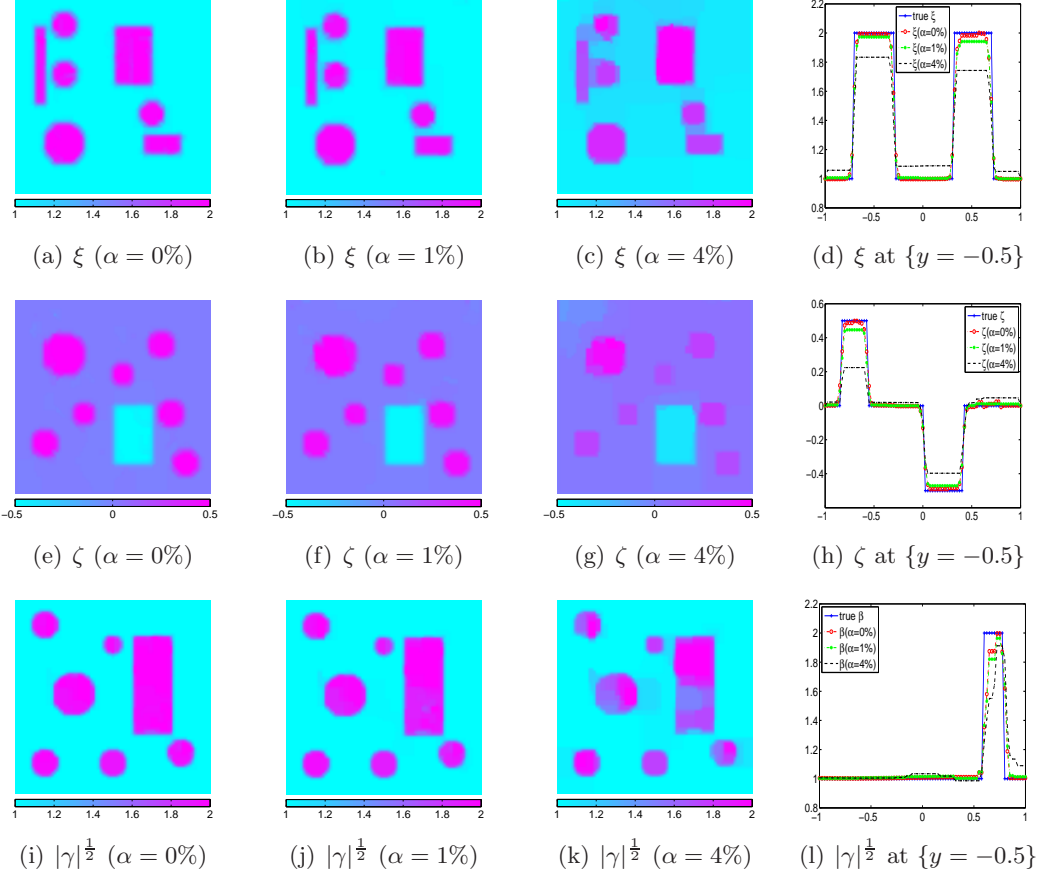 1 1.2 1.4 1.6 1.8 2
1 1.2 1.4 1.6 1.8 2
1 1.2 1.4 1.6 1.8 2
2.2
2
1.8
1.6
1.4
1.2
1
0.8
−1 −0.5 0 0.5 1
true ξ
ξ(α=0%)
ξ(α=1%)
ξ(α=4%)
(a) ξ (α = 0%)
(b) ξ (α = 1%)
(c) ξ (α = 4%)
(d) ξ at {y = −0.5}
−0.5 0 0.5
−0.5 0 0.5
−0.5 0 0.5
0.6
0.4
0.2
0
−0.2
−0.4
−1 −0.5 0 0.5 1
true ζ
ζ(α=0%)
ζ(α=1%)
ζ(α=4%)
(e) ζ (α = 0%)
(f) ζ (α = 1%)
(g) ζ (α = 4%)
(h) ζ at {y = −0.5}
1 1.2 1.4 1.6 1.8 2
1 1.2 1.4 1.6 1.8 2
1 1.2 1.4 1.6 1.8 2
2.2
2
1.8
1.6
1.4
1.2
1
0.8
−1 −0.5 0 0.5 1
true β
β(α=0%)
β(α=1%)
β(α=4%)
(i) |γ|^{1/2} (α = 0%)
(j) |γ|^{1/2} (α = 1%)
(k) |γ|^{1/2} (α = 4%)
(l) |γ|^{1/2} at {y = −0.5}